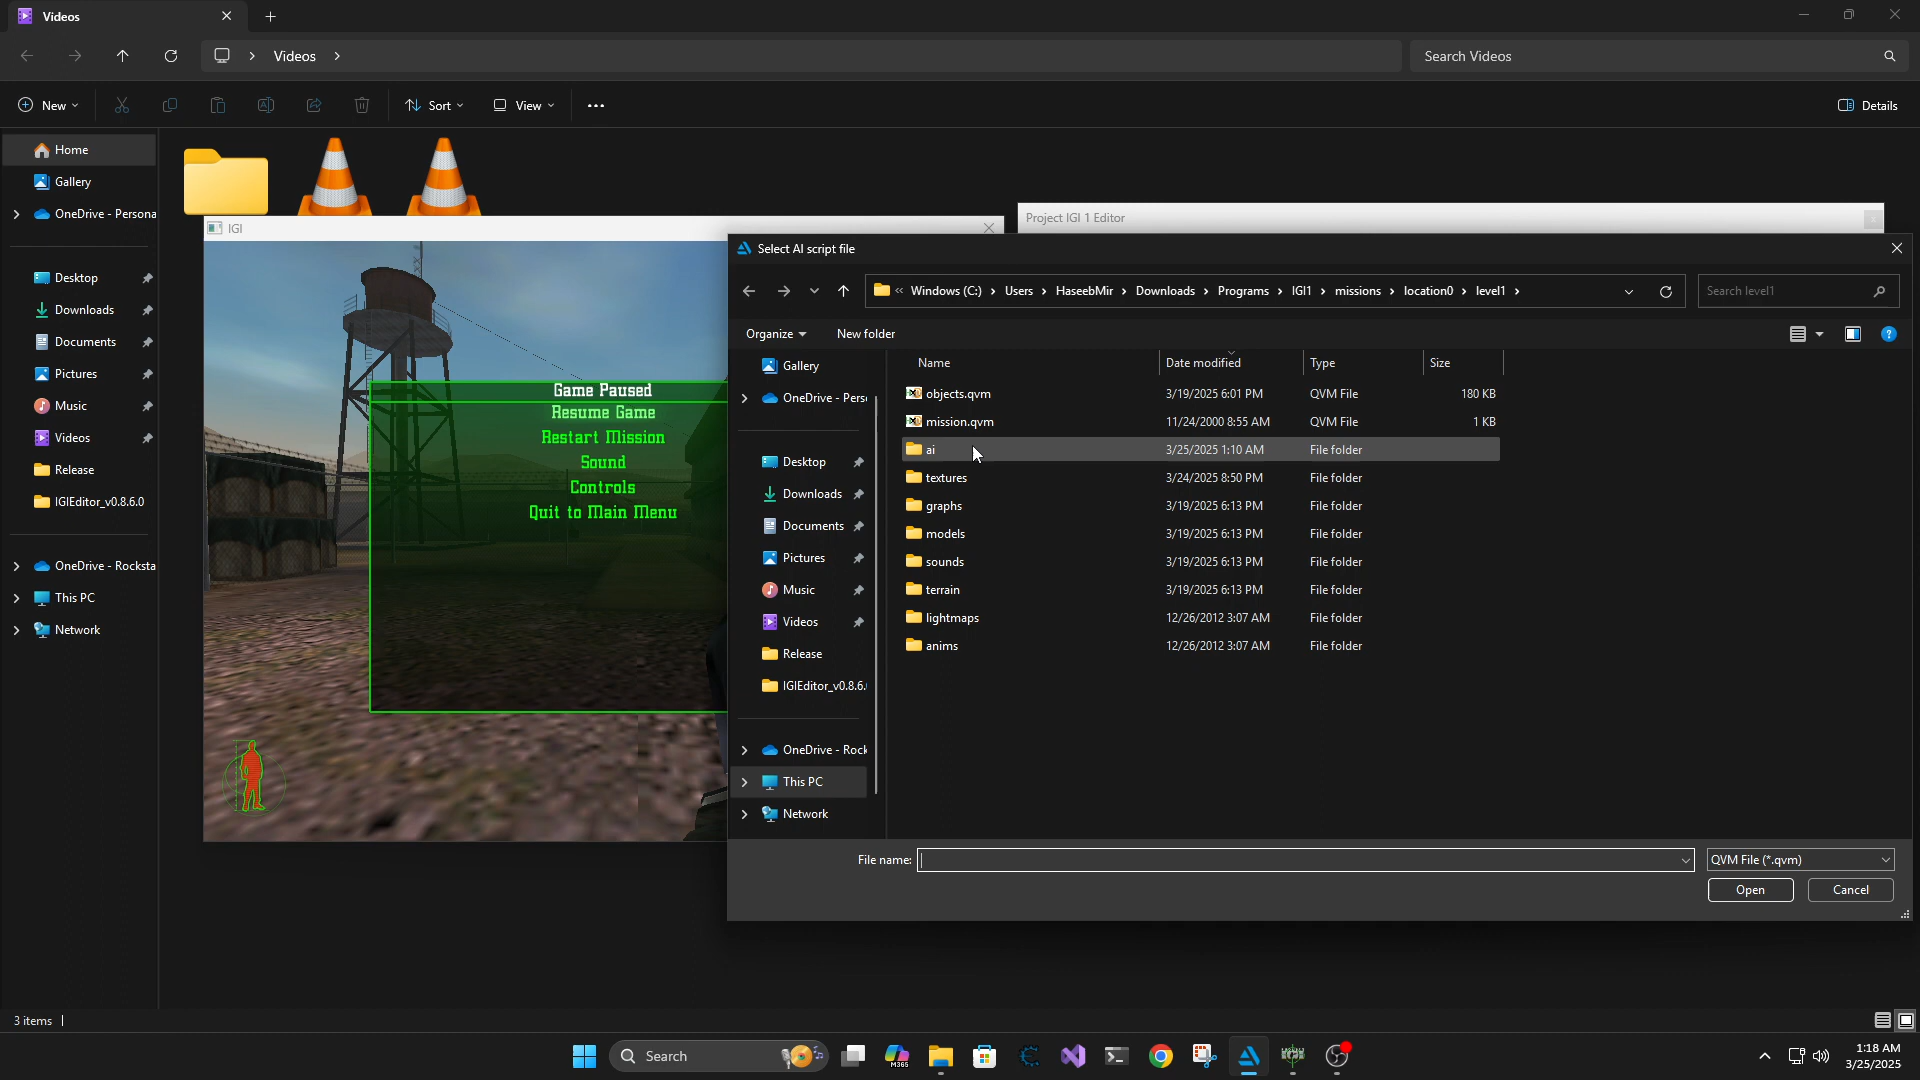 Videos
Videos
Search Videos
New
Sort
View
Details
Home
Gallery
OneDrive - Persona
Desktop
Downloads
Documents
Pictures
Music
Videos
Release
IGIEditor_v0.8.6.0
OneDrive - Rocksta
This PC
Network
IGI
Game Paused
Resume Game
Restart Mission
Sound
Controls
Quit to Main Menu
Project IGI 1 Editor
Select AI script file
« Windows (C:) Users HaseebMir Downloads Programs IGI1 missions location0 level1
Search level1
Organize
New folder
Gallery
OneDrive - Pers
Desktop
Downloads
Documents
Pictures
Music
Videos
Release
IGIEditor_v0.8.6.
OneDrive - Rock
This PC
Network
Name Date modified Type Size
objects.qvm 3/19/2025 6:01 PM QVM File 180 KB
mission.qvm 11/24/2000 8:55 AM QVM File 1 KB
ai 3/25/2025 1:10 AM File folder
textures 3/24/2025 8:50 PM File folder
graphs 3/19/2025 6:13 PM File folder
models 3/19/2025 6:13 PM File folder
sounds 3/19/2025 6:13 PM File folder
terrain 3/19/2025 6:13 PM File folder
lightmaps 12/26/2012 3:07 AM File folder
anims 12/26/2012 3:07 AM File folder
File name:
QVM File (*.qvm)
Open
Cancel
3 items
Search
M365
1:18 AM
3/25/2025